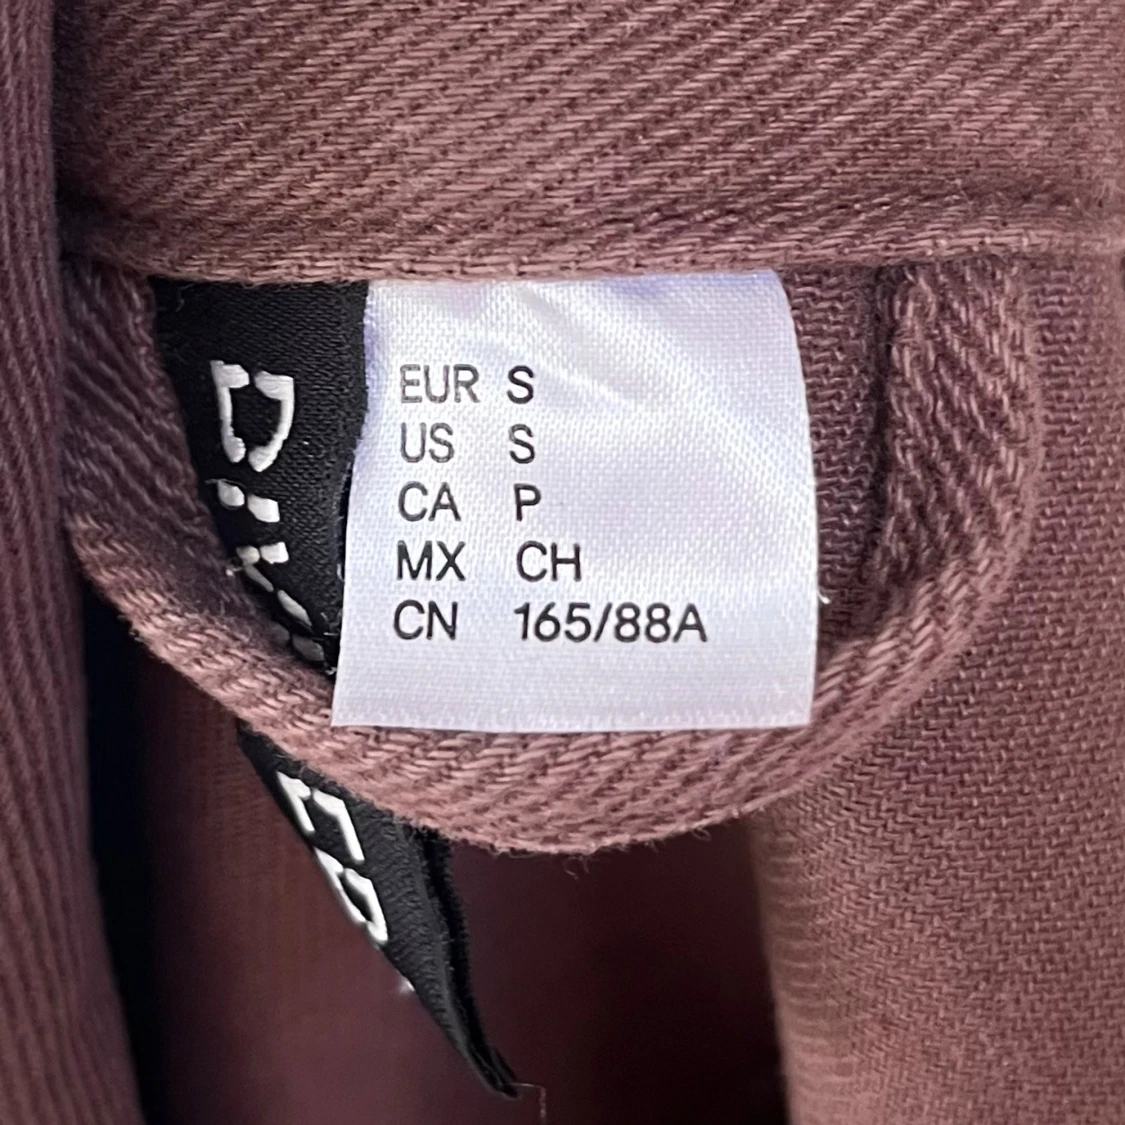 EUR S
US S
CA P
MX CH
CN 165/88A